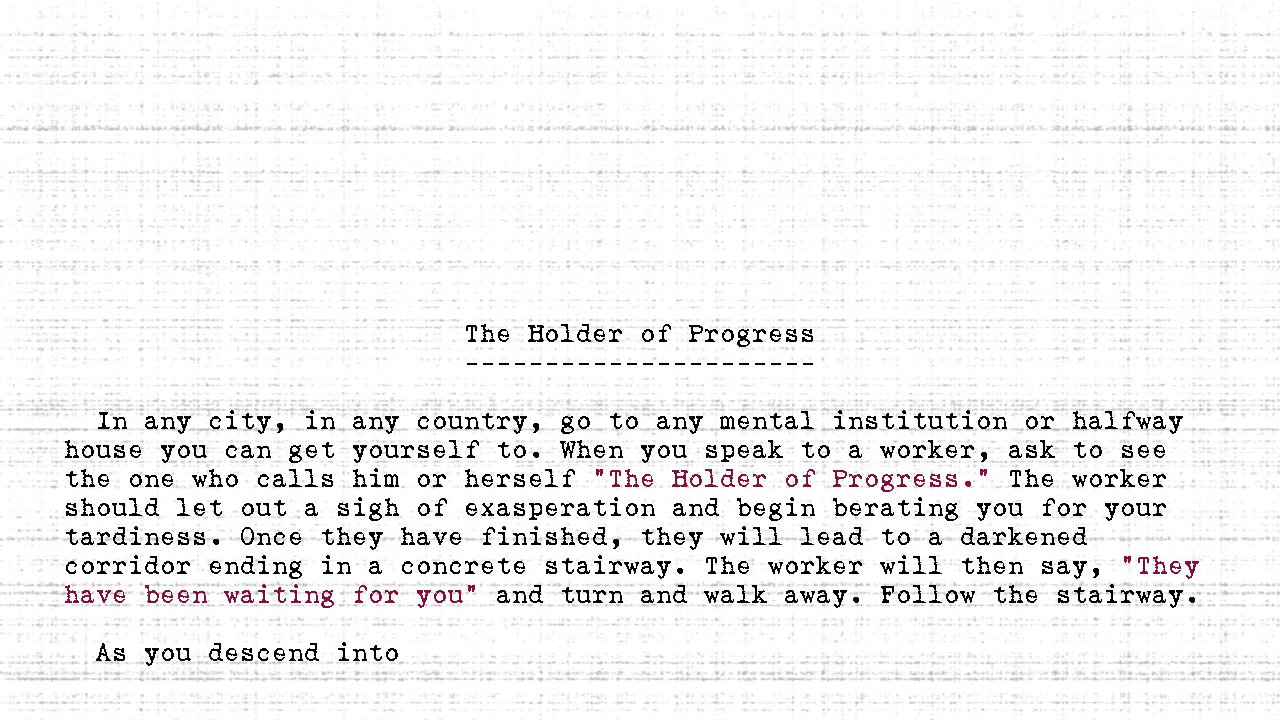 The Holder of Progress
----------------------
In any city, in any country, go to any mental institution or halfway
house you can get yourself to. When you speak to a worker, ask to see
the one who calls him or herself "The Holder of Progress." The worker
should let out a sigh of exasperation and begin berating you for your
tardiness. Once they have finished, they will lead to a darkened
corridor ending in a concrete stairway. The worker will then say, "They
have been waiting for you" and turn and walk away. Follow the stairway.
As you descend into